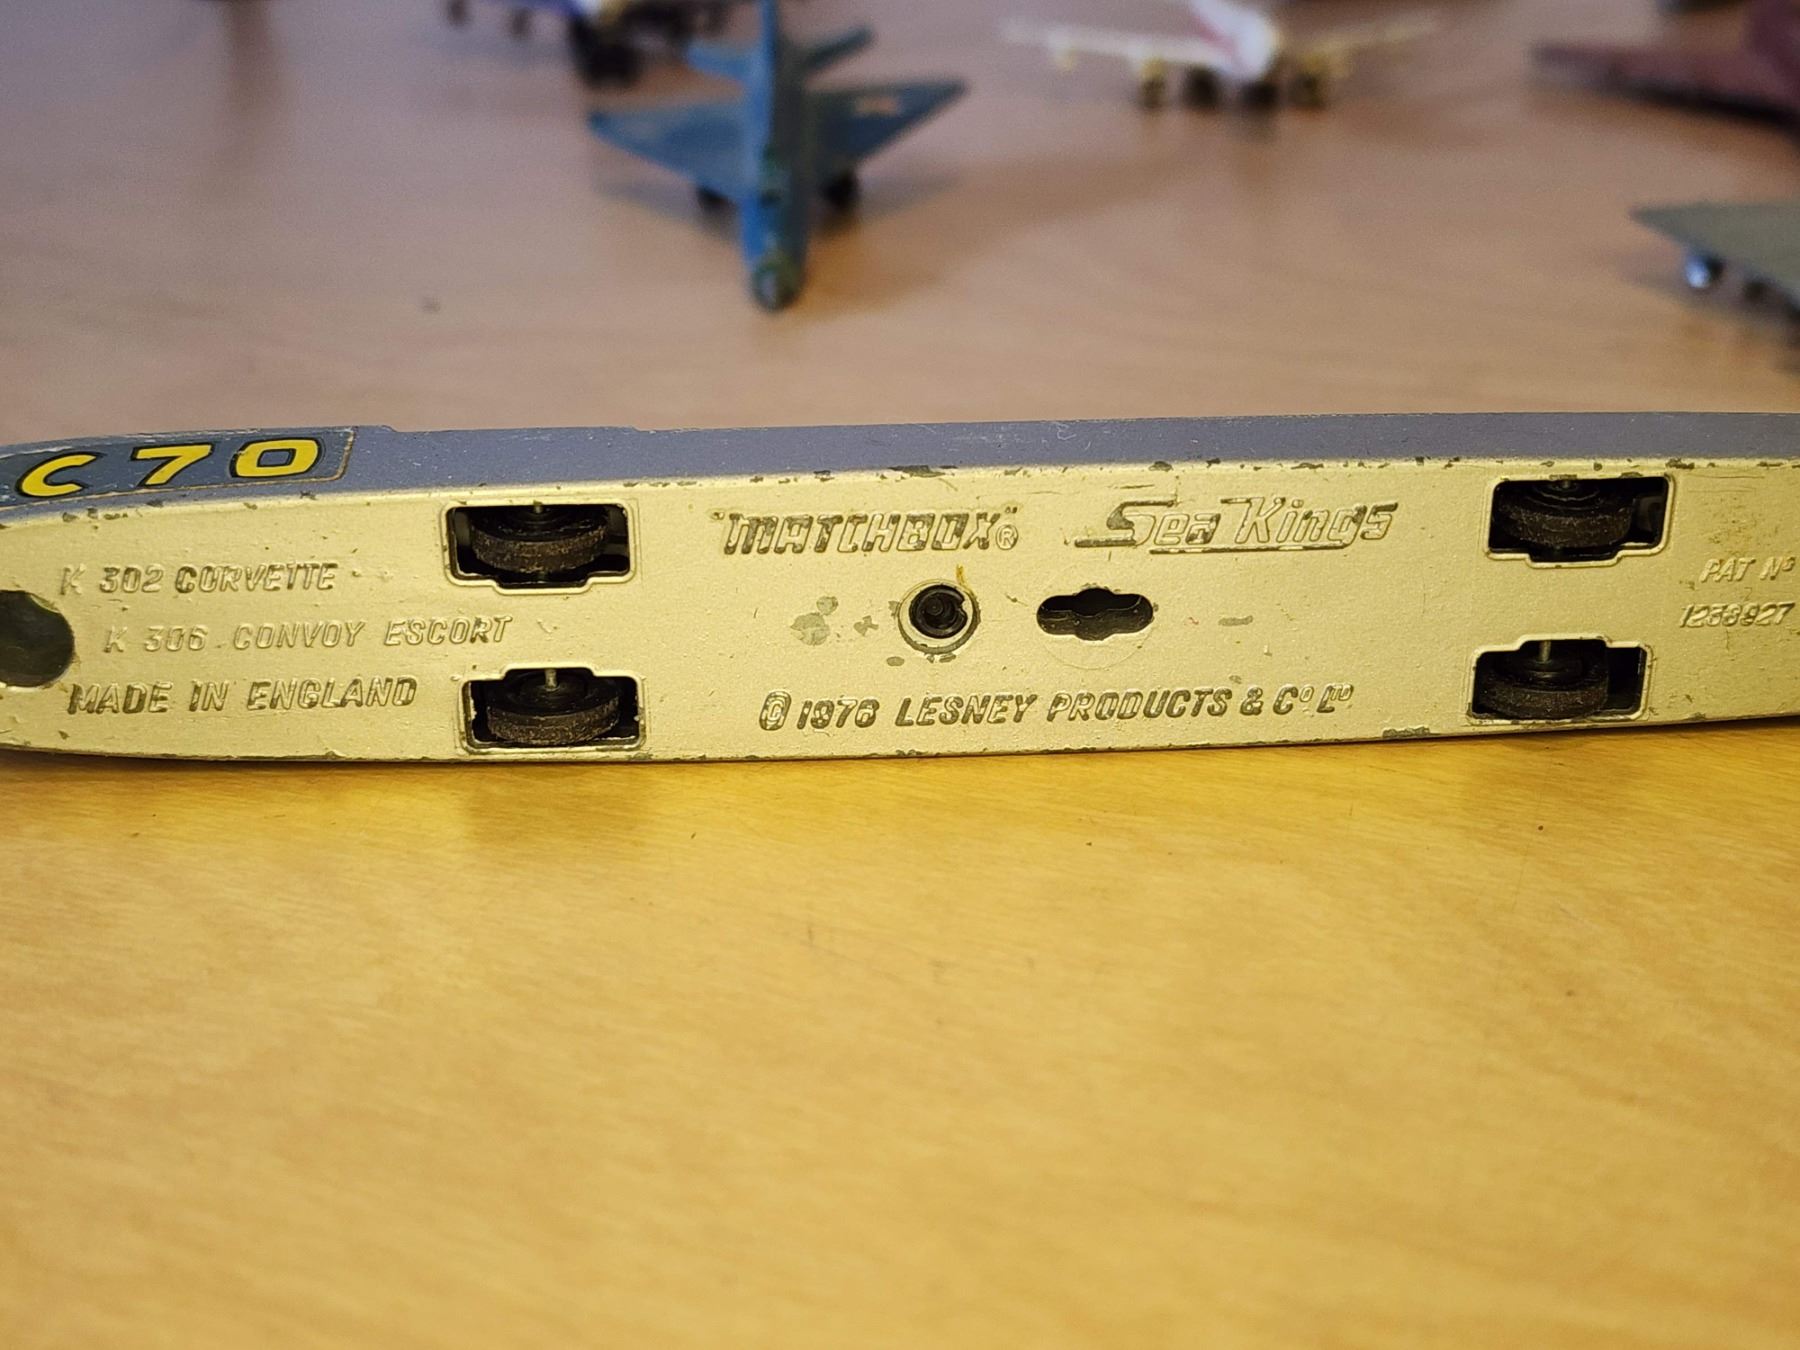 C70
"MATCHBOX"® Sea Kings
K 302 CORVETTE
K 306 CONVOY ESCORT
MADE IN ENGLAND
© 1976 LESNEY PRODUCTS & Cº Lᵀᴰ
PAT Nº
1238927